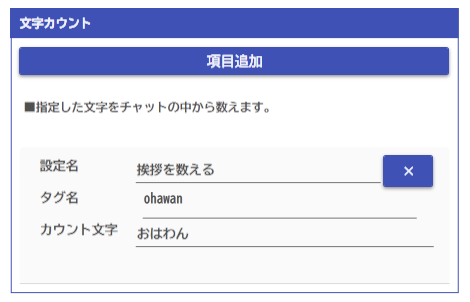 文字カウント
項目追加
■指定した文字をチャットの中から数えます。
設定名 挨拶を数える ×
タグ名 ohawan
カウント文字 おはわん